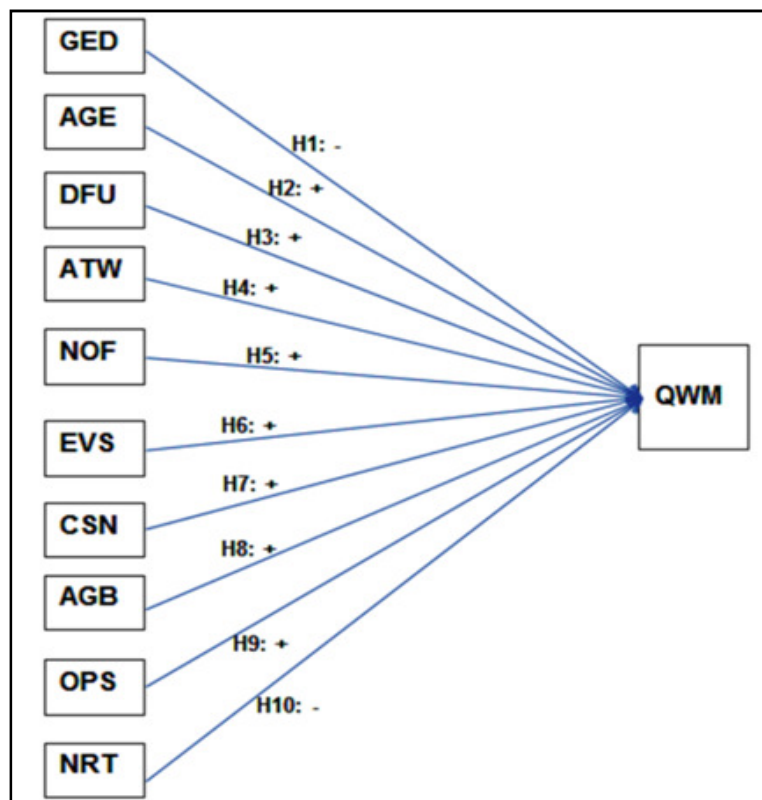 GED
AGE
DFU
ATW
NOF
EVS
CSN
AGB
OPS
NRT
H1: -
H2: +
H3: +
H4: +
H5: +
H6: +
H7: +
H8: +
H9: +
H10: -
QWM